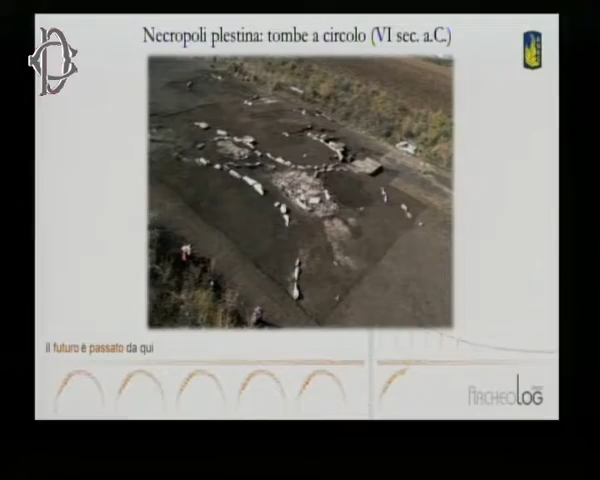 Necropoli plestina: tombe a circolo (VI sec. a.C.)
il futuro è passato da qui
ARCHEOLOG